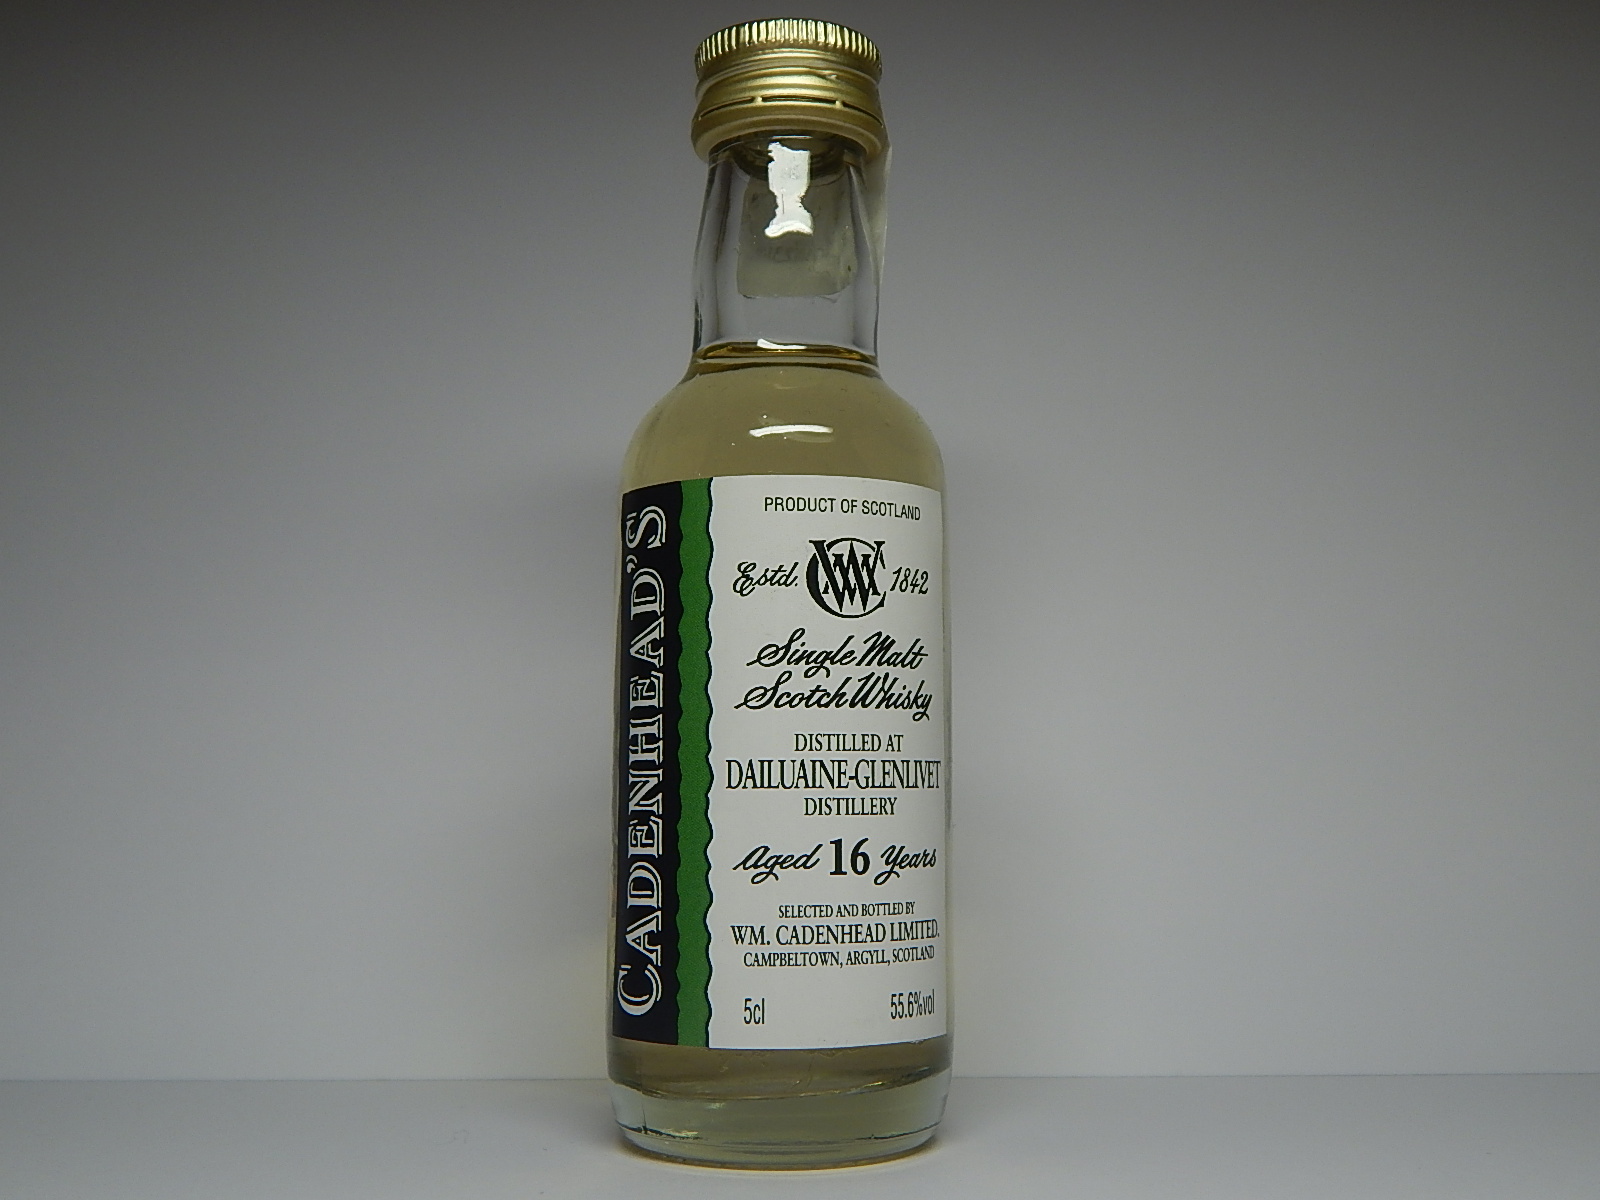 CADENHEAD'S
PRODUCT OF SCOTLAND
Estd. WMC 1842
Single Malt
Scotch Whisky
DISTILLED AT
DAILUAINE-GLENLIVET
DISTILLERY
Aged 16 Years
SELECTED AND BOTTLED BY
WM. CADENHEAD LIMITED.
CAMPBELTOWN, ARGYLL, SCOTLAND
5cl 55.6%vol